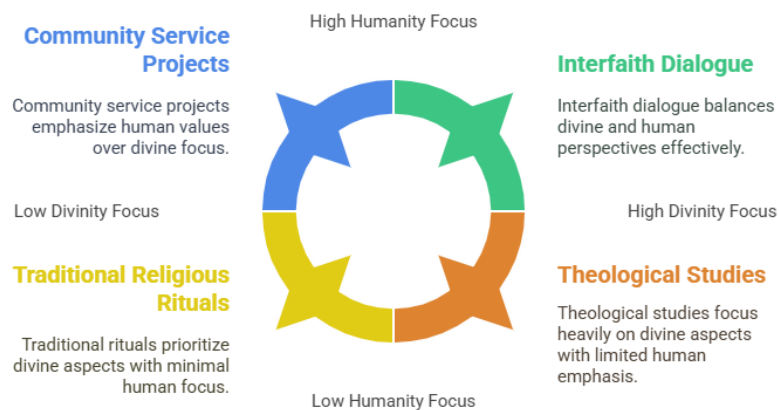 High Humanity Focus
Community Service
Projects
Community service projects
emphasize human values
over divine focus.
Interfaith Dialogue
Interfaith dialogue balances
divine and human
perspectives effectively.
Low Divinity Focus
High Divinity Focus
Traditional Religious
Rituals
Traditional rituals prioritize
divine aspects with minimal
human focus.
Theological Studies
Theological studies focus
heavily on divine aspects
with limited human
emphasis.
Low Humanity Focus